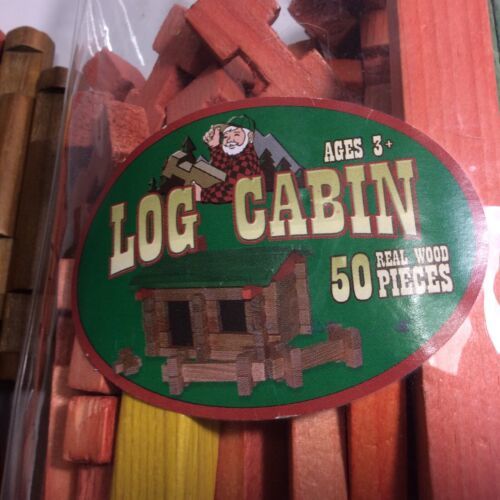 AGES 3+
LOG CABIN
50 REAL WOOD
PIECES